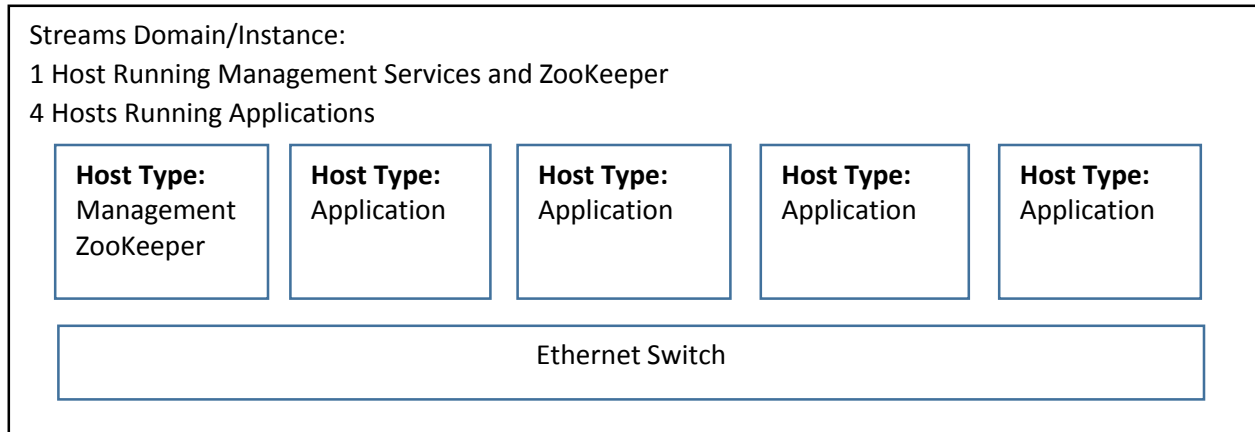 Streams Domain/Instance:
1 Host Running Management Services and ZooKeeper
4 Hosts Running Applications
Host Type:
Management
ZooKeeper
Host Type:
Application
Host Type:
Application
Host Type:
Application
Host Type:
Application
Ethernet Switch